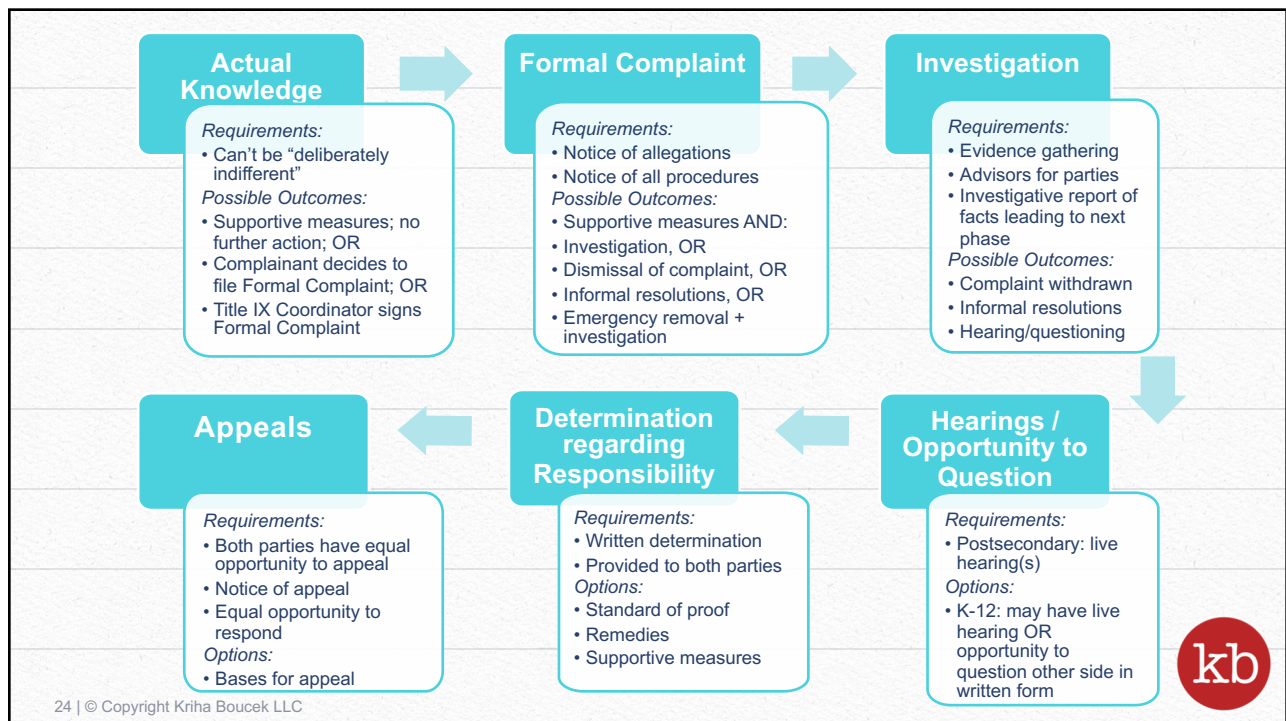 Actual
Knowledge
Requirements:
• Can’t be “deliberately
indifferent”
Possible Outcomes:
• Supportive measures; no
further action; OR
• Complainant decides to
file Formal Complaint; OR
• Title IX Coordinator signs
Formal Complaint
Formal Complaint
Requirements:
• Notice of allegations
• Notice of all procedures
Possible Outcomes:
• Supportive measures AND:
• Investigation, OR
• Dismissal of complaint, OR
• Informal resolutions, OR
• Emergency removal +
investigation
Investigation
Requirements:
• Evidence gathering
• Advisors for parties
• Investigative report of
facts leading to next
phase
Possible Outcomes:
• Complaint withdrawn
• Informal resolutions
• Hearing/questioning
Hearings /
Opportunity to
Question
Requirements:
• Postsecondary: live
hearing(s)
Options:
• K-12: may have live
hearing OR
opportunity to
question other side in
written form
Determination
regarding
Responsibility
Requirements:
• Written determination
• Provided to both parties
Options:
• Standard of proof
• Remedies
• Supportive measures
Appeals
Requirements:
• Both parties have equal
opportunity to appeal
• Notice of appeal
• Equal opportunity to
respond
Options:
• Bases for appeal
kb
24 | © Copyright Kriha Boucek LLC